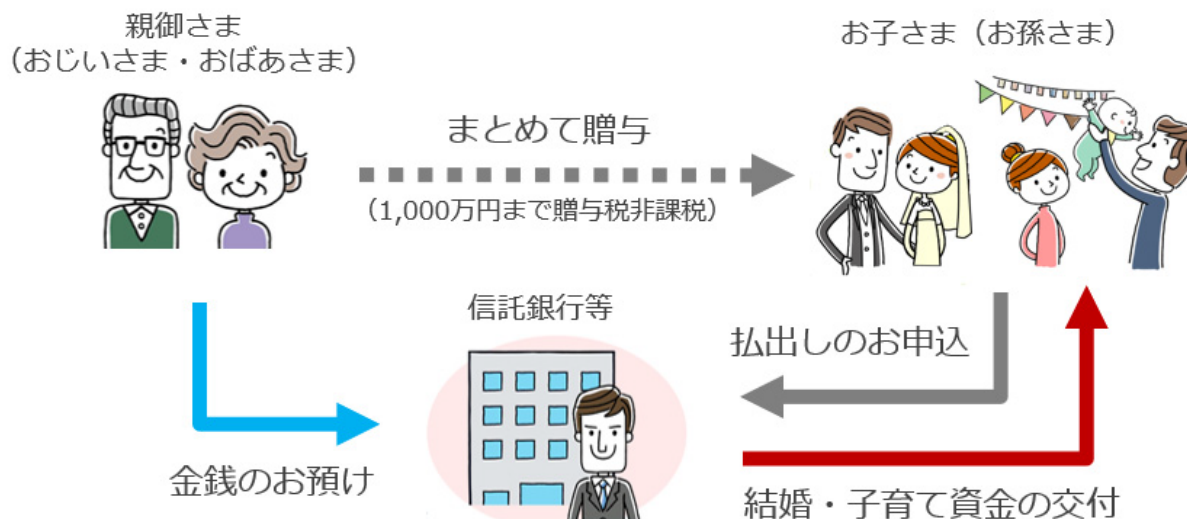 親御さま
（おじいさま・おばあさま）
お子さま（お孫さま）
まとめて贈与
（1,000万円まで贈与税非課税）
信託銀行等
払出しのお申込
金銭のお預け
結婚・子育て資金の交付